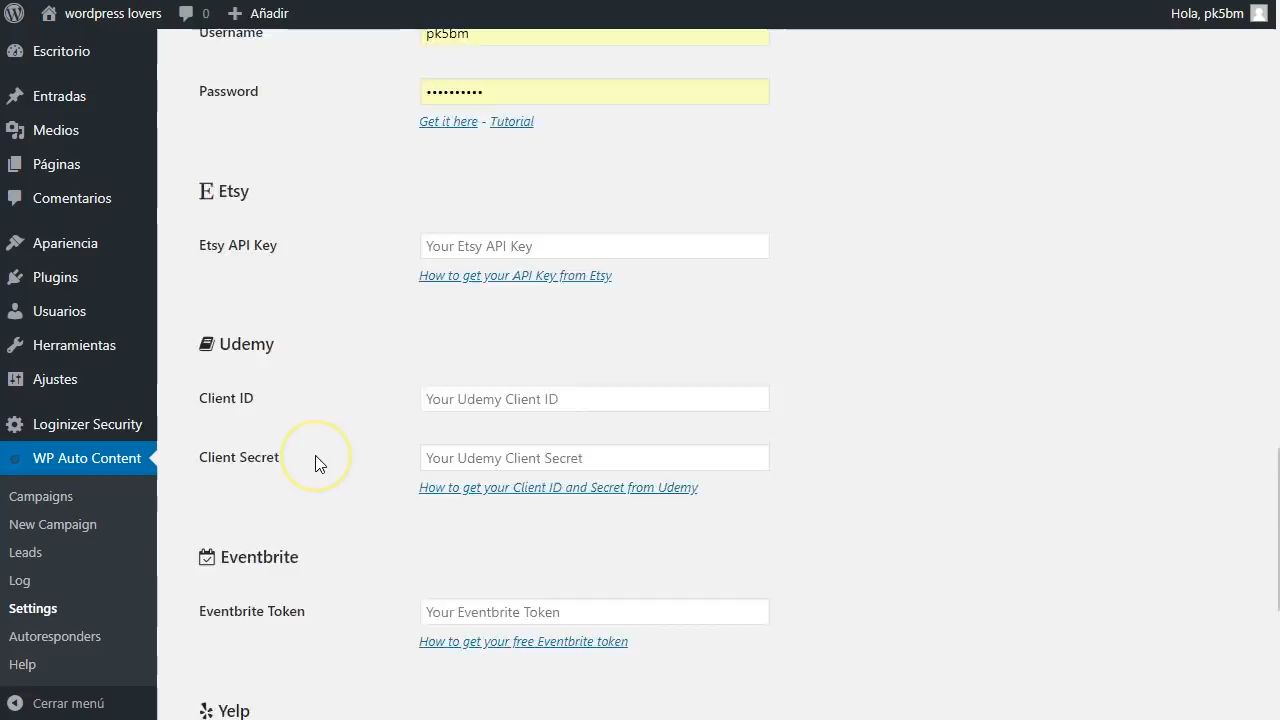 wordpress lovers 0 + Añadir Hola, pk5bm
Escritorio
Entradas
Medios
Páginas
Comentarios
Apariencia
Plugins
Usuarios
Herramientas
Ajustes
Loginizer Security
WP Auto Content
Campaigns
New Campaign
Leads
Log
Settings
Autoresponders
Help
Cerrar menú
Username pk5bm
Password ••••••••••
Get it here - Tutorial
Etsy
Etsy API Key Your Etsy API Key
How to get your API Key from Etsy
Udemy
Client ID Your Udemy Client ID
Client Secret Your Udemy Client Secret
How to get your Client ID and Secret from Udemy
Eventbrite
Eventbrite Token Your Eventbrite Token
How to get your free Eventbrite token
Yelp